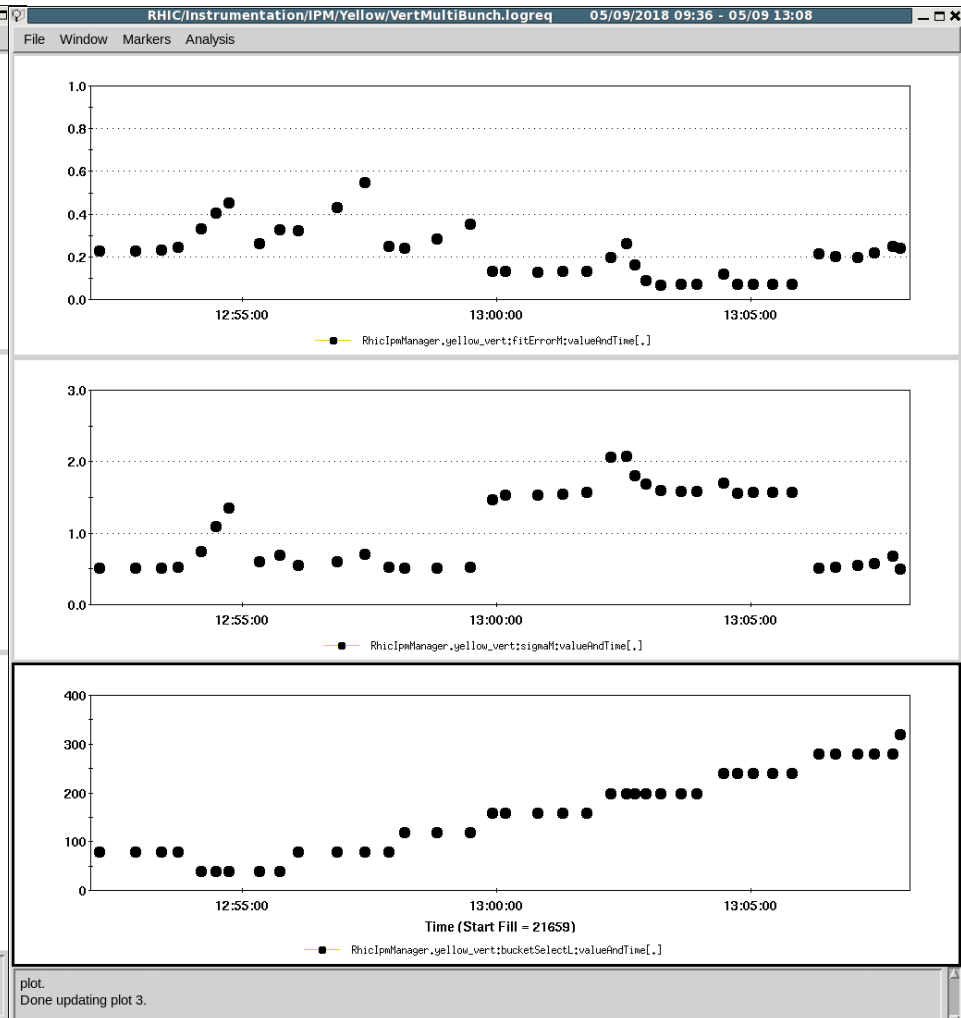 RHIC/Instrumentation/IPM/Yellow/VertMultiBunch.logreq 05/09/2018 09:36 - 05/09 13:08
File Window Markers Analysis
1.0
0.8
0.6
0.4
0.2
0.0
12:55:00 13:00:00 13:05:00
RhicIpmManager.yellow_vert:fitErrorM:valueAndTime[.]
3.0
2.0
1.0
0.0
12:55:00 13:00:00 13:05:00
RhicIpmManager.yellow_vert:sigmaM:valueAndTime[.]
400
300
200
100
0
12:55:00 13:00:00 13:05:00
Time (Start Fill = 21659)
RhicIpmManager.yellow_vert:bucketSelectL:valueAndTime[.]
plot.
Done updating plot 3.